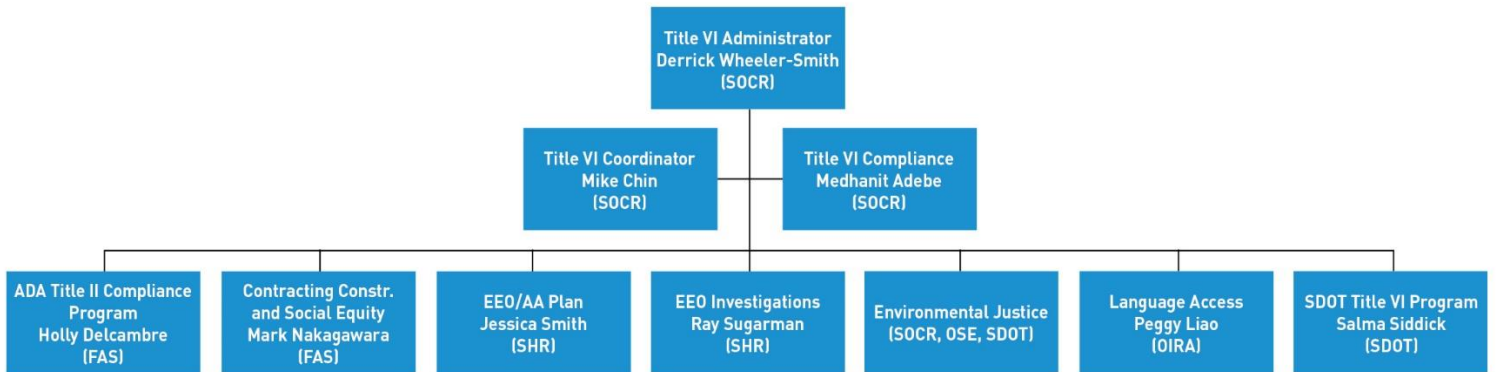 Title VI Administrator
Derrick Wheeler-Smith
(SOCR)
Title VI Coordinator
Mike Chin
(SOCR)
Title VI Compliance
Medhanit Adebe
(SOCR)
ADA Title II Compliance
Program
Holly Delcambre
(FAS)
Contracting Constr.
and Social Equity
Mark Nakagawara
(FAS)
EEO/AA Plan
Jessica Smith
(SHR)
EEO Investigations
Ray Sugarman
(SHR)
Environmental Justice
(SOCR, OSE, SDOT)
Language Access
Peggy Liao
(OIRA)
SDOT Title VI Program
Salma Siddick
(SDOT)